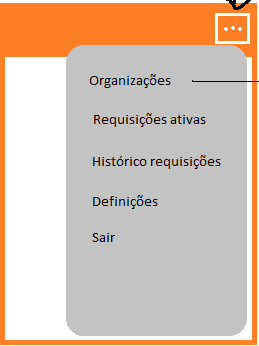 Organizações
Requisições ativas
Histórico requisições
Definições
Sair